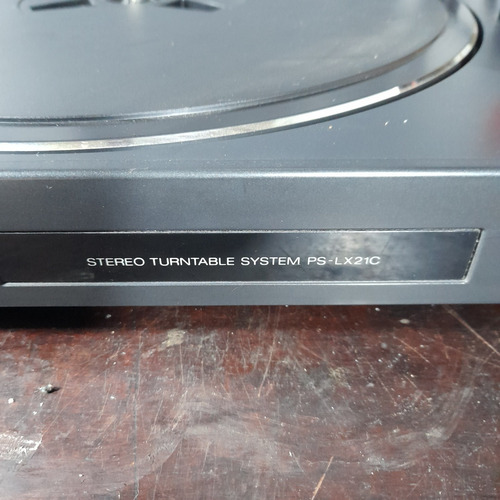 STEREO TURNTABLE SYSTEM PS-LX21C